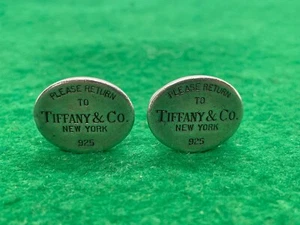 PLEASE RETURN
TO
TIFFANY & CO.
NEW YORK
925
PLEASE RETURN
TO
TIFFANY & CO.
NEW YORK
925